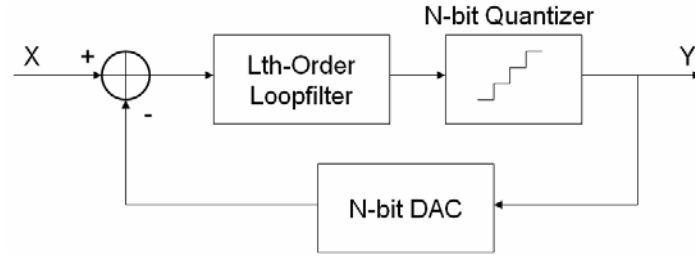 N-bit Quantizer
X
+
-
Lth-Order
Loopfilter
Y
N-bit DAC